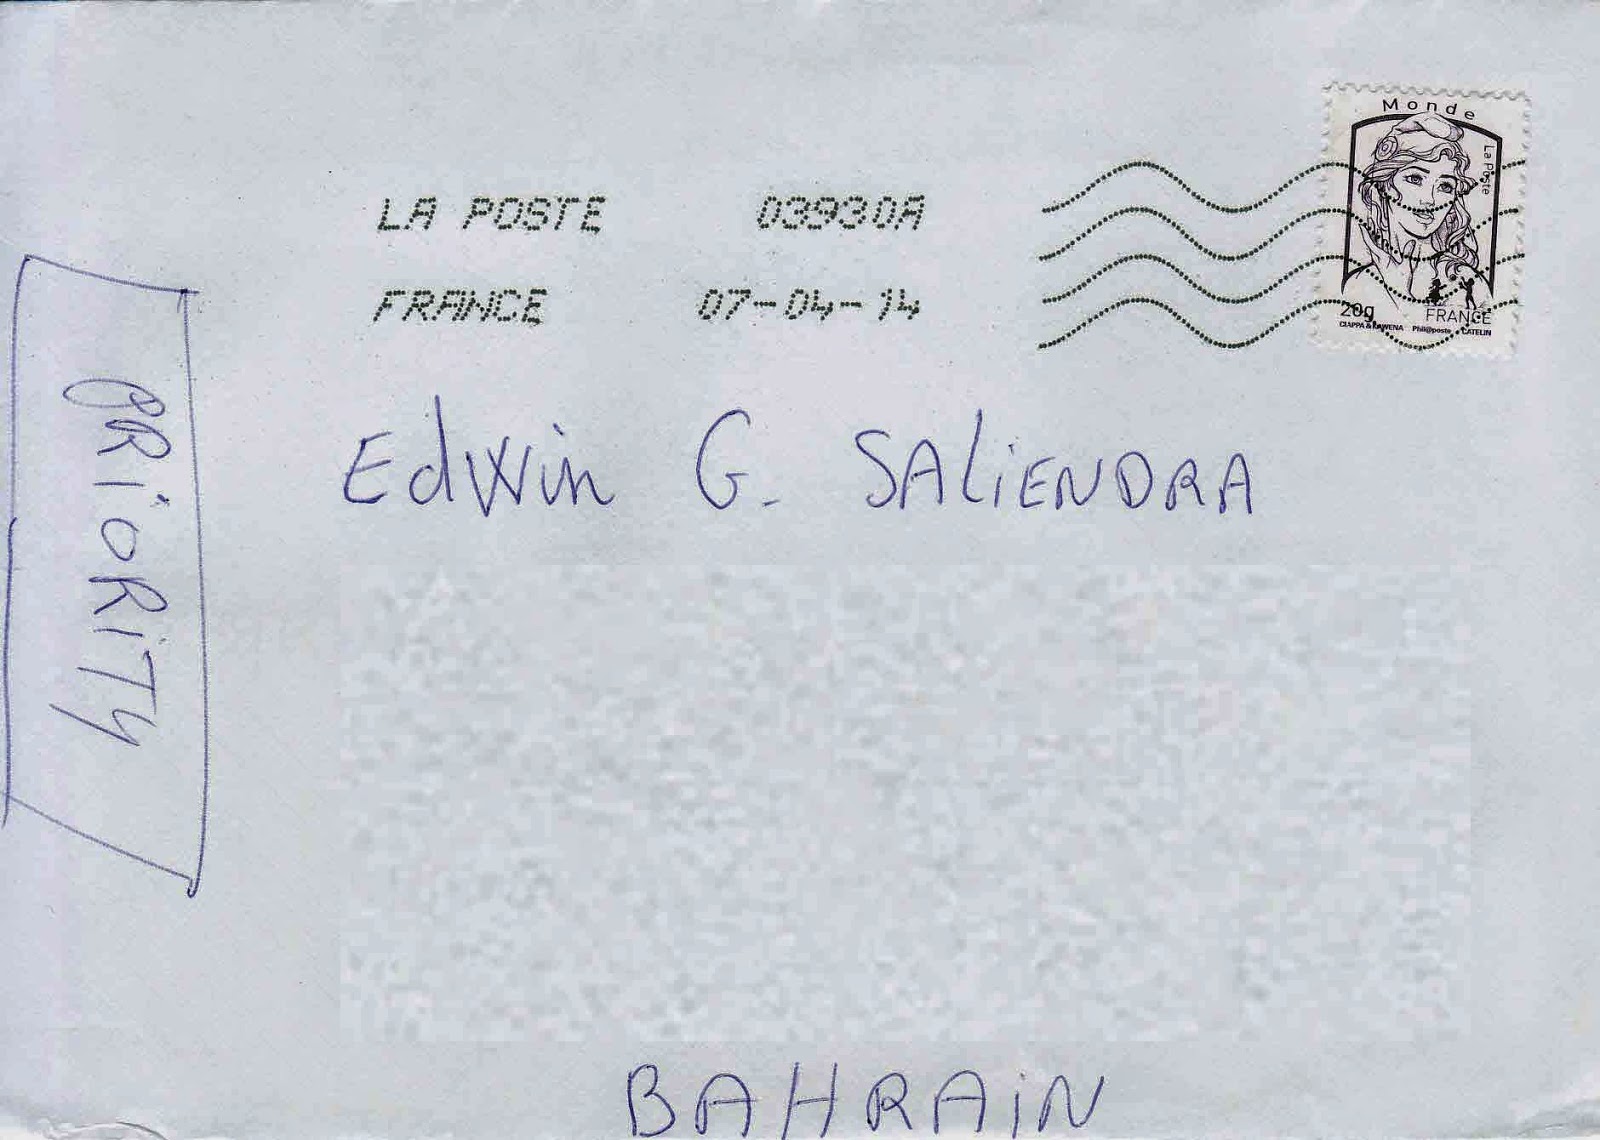 Monde
La Poste
20g FRANCE
CIAPPA & KAWENA Phil@poste CATELIN
LA POSTE 03930A
FRANCE 07-04-14
PRiORiTY
Edwin G. SALiENDRA
BAHRAiN